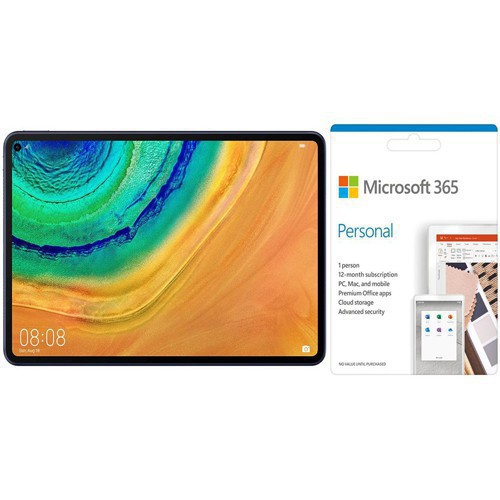 08:08
Microsoft 365
Personal
1 person
12-month subscription
PC, Mac, and mobile
Premium Office apps
Cloud storage
Advanced security
NO VALUE UNTIL PURCHASED